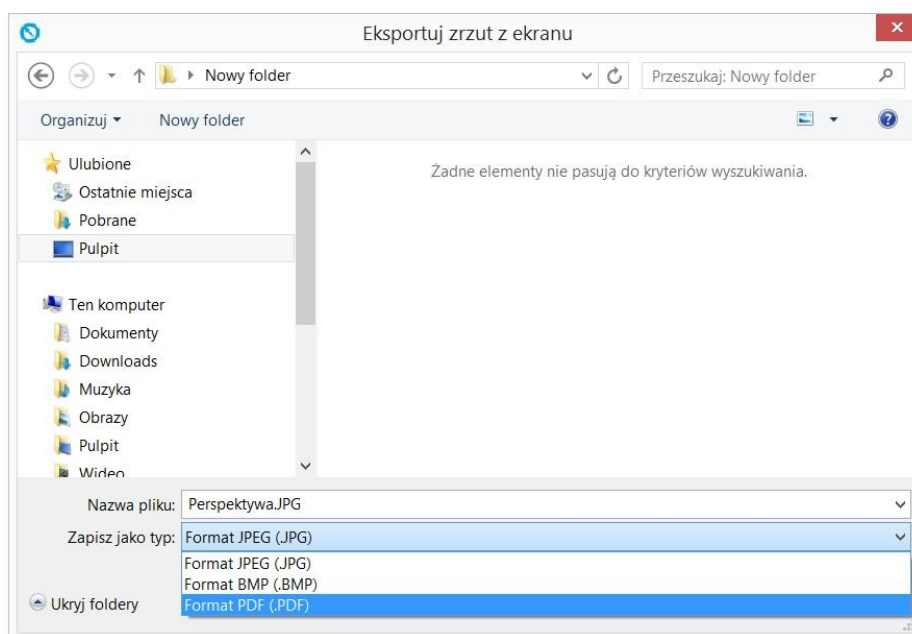 Eksportuj zrzut z ekranu
Nowy folder
Przeszukaj: Nowy folder
Organizuj
Nowy folder
Ulubione
Ostatnie miejsca
Pobrane
Pulpit
Ten komputer
Dokumenty
Downloads
Muzyka
Obrazy
Pulpit
Wideo
Żadne elementy nie pasują do kryteriów wyszukiwania.
Nazwa pliku: Perspektywa.JPG
Zapisz jako typ: Format JPEG (.JPG)
Format JPEG (.JPG)
Format BMP (.BMP)
Format PDF (.PDF)
Ukryj foldery